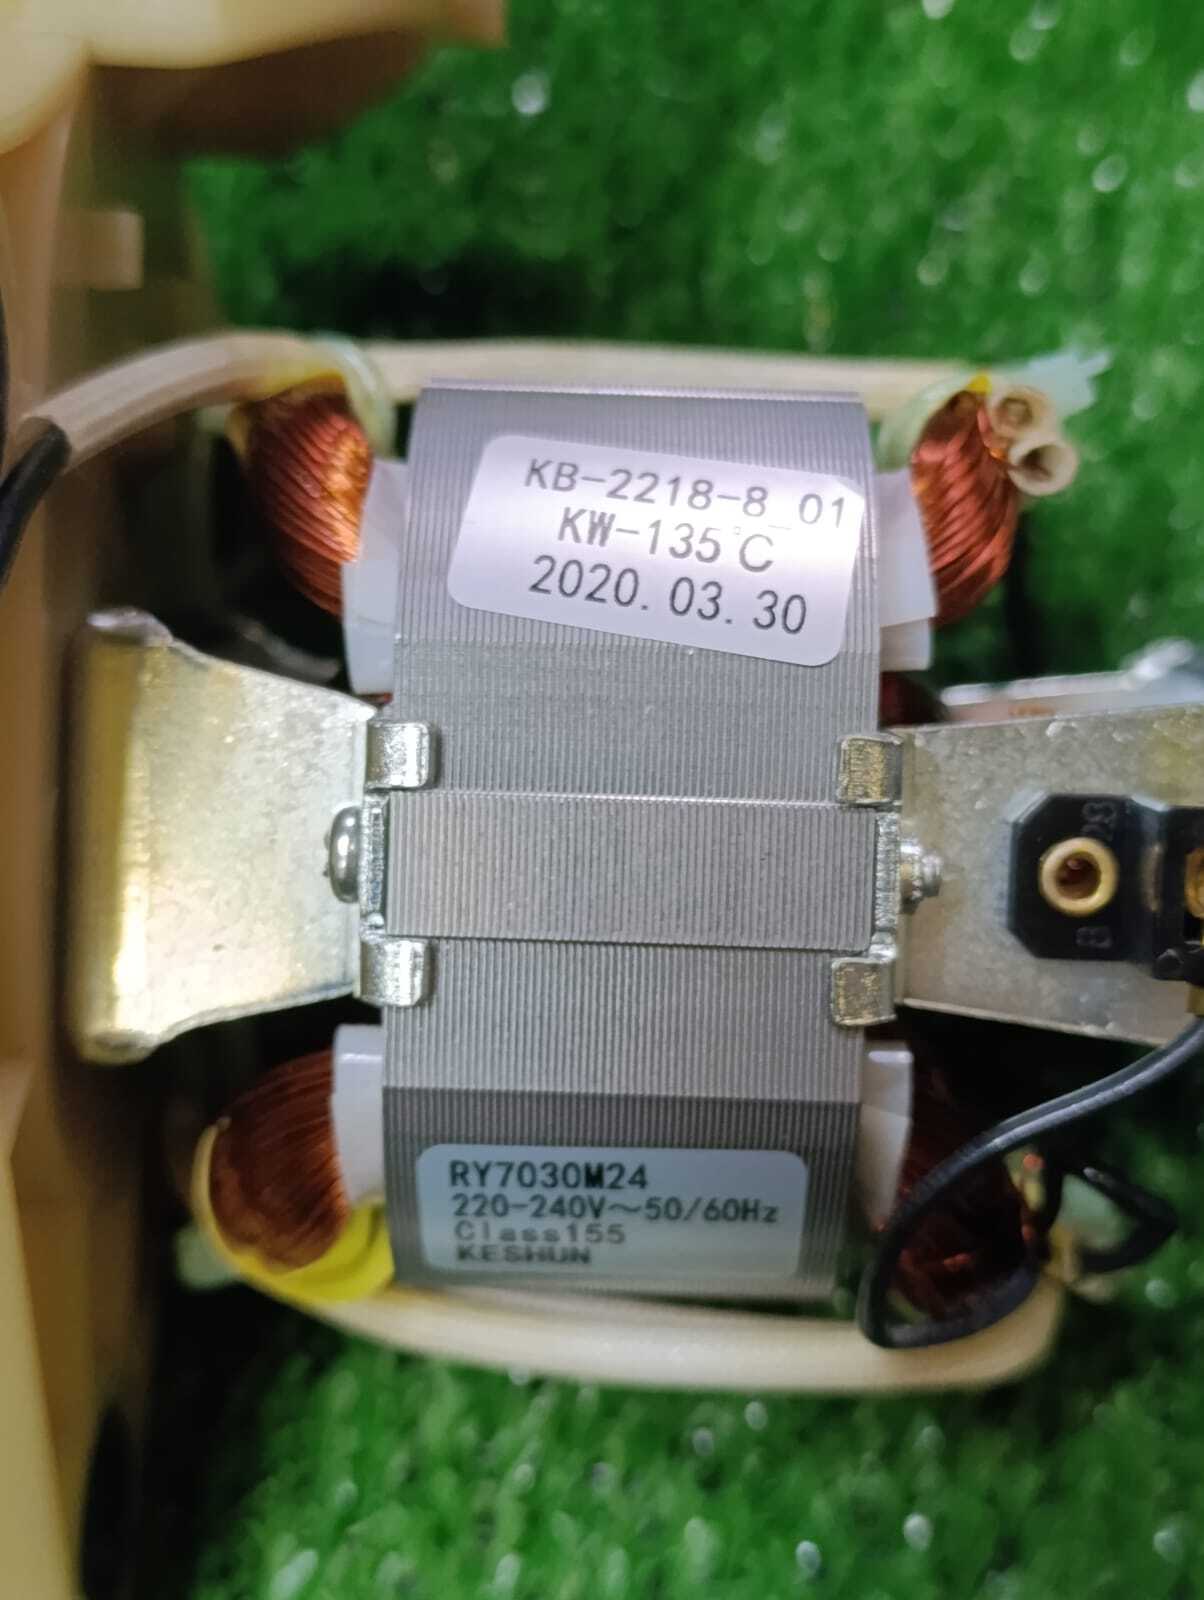 KB-2218-8_01
KW-135℃
2020.03.30
RY7030M24
220-240V～50/60Hz
Class155
KESHUN